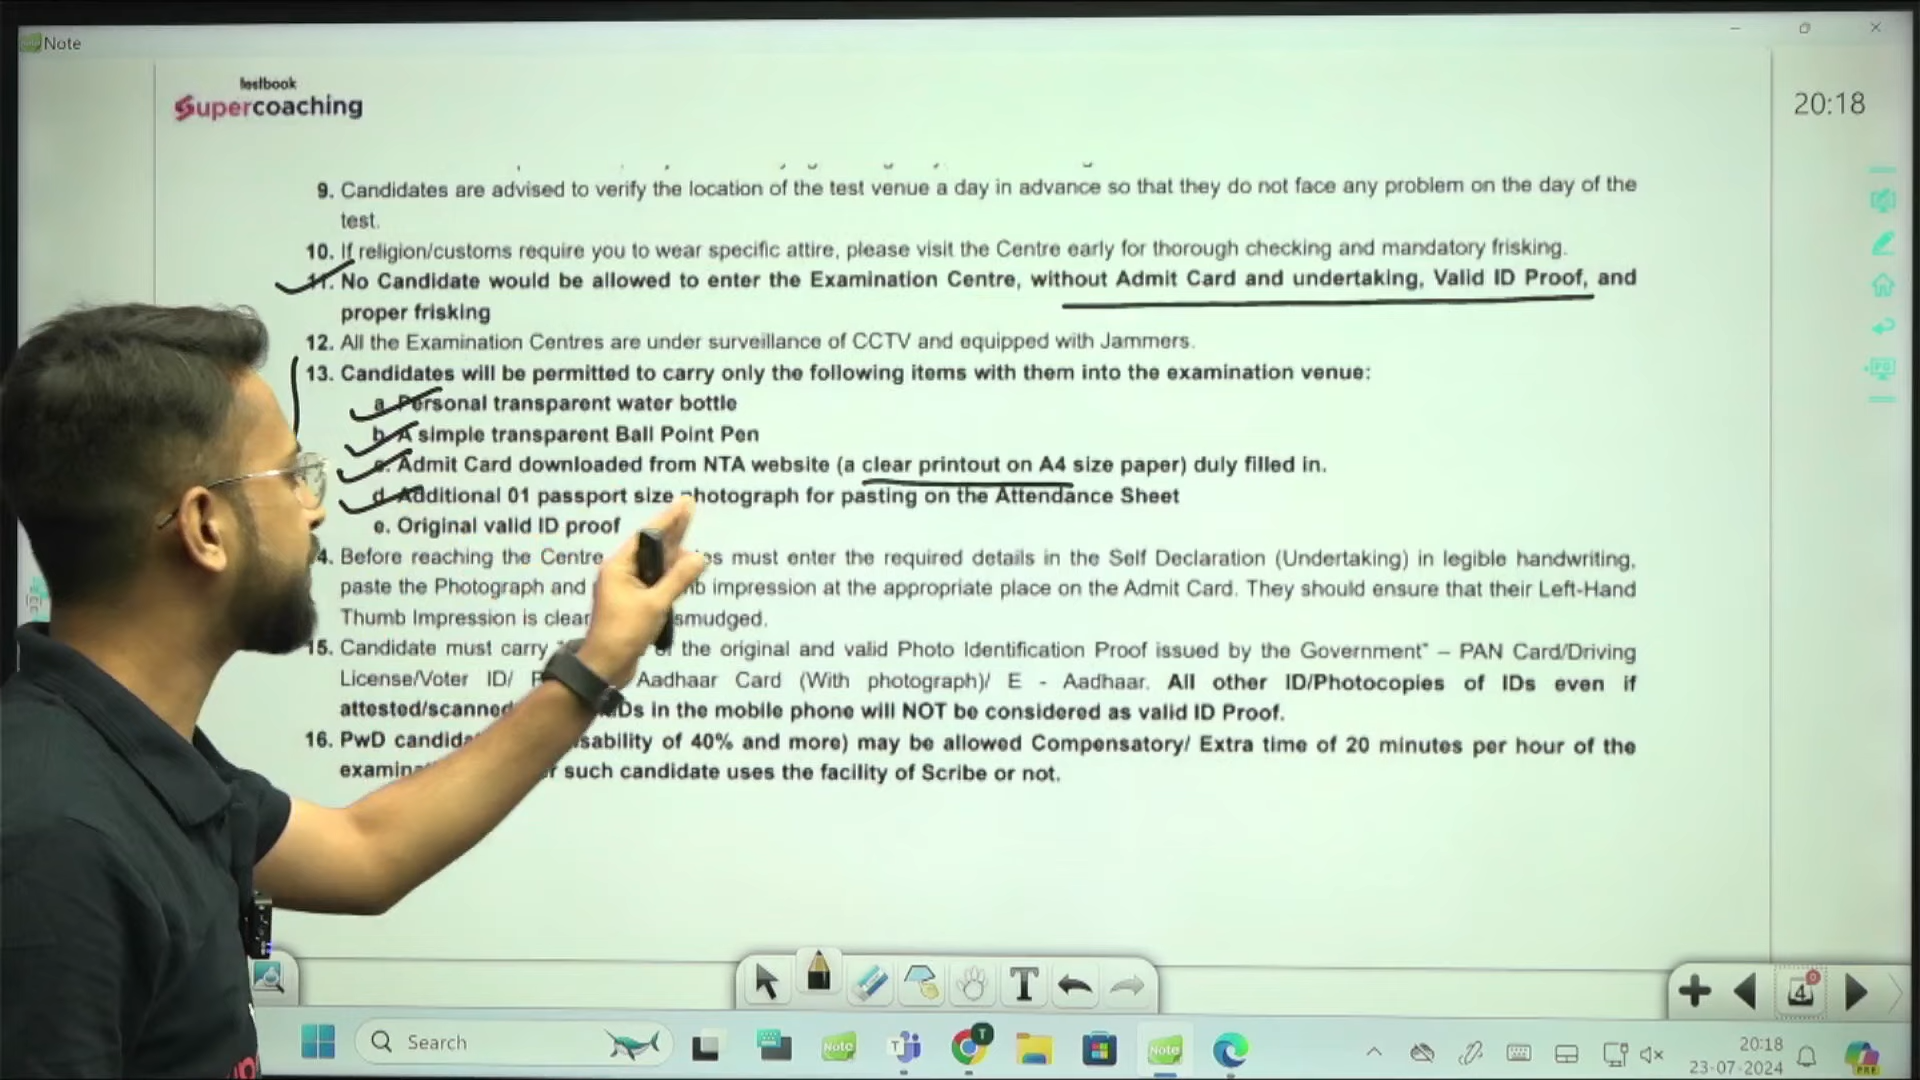 Note
testbook
Supercoaching
20:18
9. Candidates are advised to verify the location of the test venue a day in advance so that they do not face any problem on the day of the
test.
10. If religion/customs require you to wear specific attire, please visit the Centre early for thorough checking and mandatory frisking.
11. No Candidate would be allowed to enter the Examination Centre, without Admit Card and undertaking, Valid ID Proof, and
proper frisking
12. All the Examination Centres are under surveillance of CCTV and equipped with Jammers.
13. Candidates will be permitted to carry only the following items with them into the examination venue:
a. Personal transparent water bottle
b. A simple transparent Ball Point Pen
c. Admit Card downloaded from NTA website (a clear printout on A4 size paper) duly filled in.
d. Additional 01 passport size photograph for pasting on the Attendance Sheet
e. Original valid ID proof
4. Before reaching the Centre must enter the required details in the Self Declaration (Undertaking) in legible handwriting,
paste the Photograph and impression at the appropriate place on the Admit Card. They should ensure that their Left-Hand
Thumb Impression is clear smudged.
15. Candidate must carry the original and valid Photo Identification Proof issued by the Government" – PAN Card/Driving
License/Voter ID/ Aadhaar Card (With photograph)/ E - Aadhaar. All other ID/Photocopies of IDs even if
attested/scanned in the mobile phone will NOT be considered as valid ID Proof.
16. PwD of 40% and more) may be allowed Compensatory/ Extra time of 20 minutes per hour of the
such candidate uses the facility of Scribe or not.
T
4
0
Search
Note
T
T
Note
20:18
23-07-2024
PRE